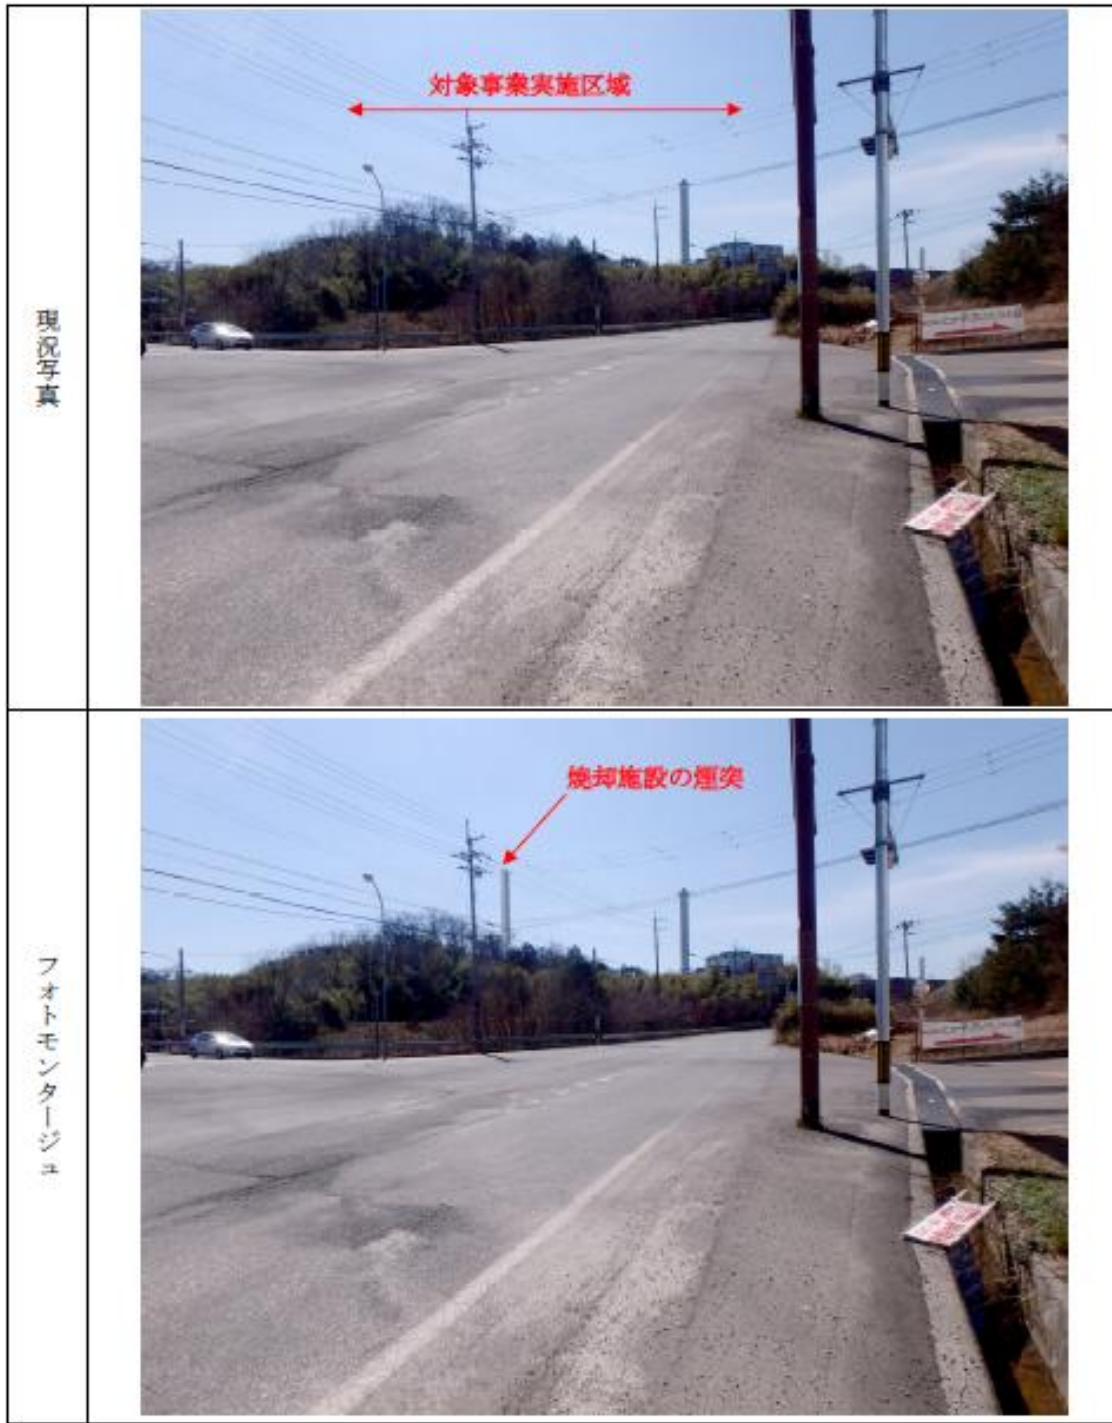 現況写真
対象事業実施区域
フォトモンタージュ
焼却施設の煙突